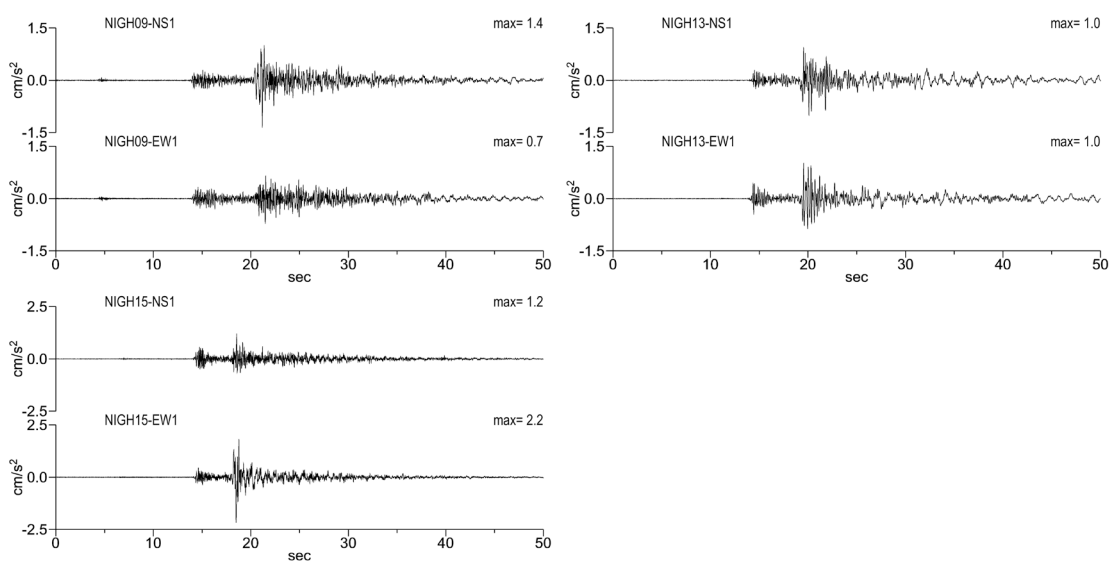 NIGH09-NS1 max= 1.4
1.5
0.0
-1.5
cm/s²
NIGH09-EW1 max= 0.7
1.5
0.0
-1.5
cm/s²
0 10 20 30 40 50
sec
NIGH13-NS1 max= 1.0
1.5
0.0
-1.5
cm/s²
NIGH13-EW1 max= 1.0
1.5
0.0
-1.5
cm/s²
0 10 20 30 40 50
sec
NIGH15-NS1 max= 1.2
2.5
0.0
-2.5
cm/s²
NIGH15-EW1 max= 2.2
2.5
0.0
-2.5
cm/s²
0 10 20 30 40 50
sec